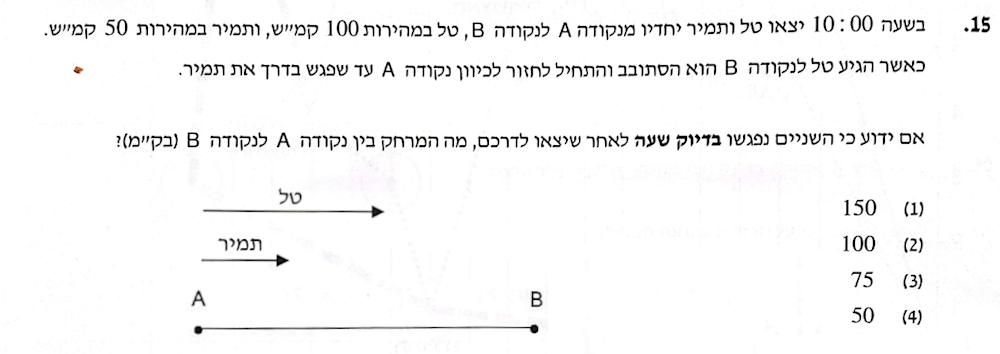 15. בשעה 10:00 יצאו טל ותמיר יחדיו מנקודה A לנקודה B, טל במהירות 100 קמ״ש, ותמיר במהירות 50 קמ״ש.
כאשר הגיע טל לנקודה B הוא הסתובב והתחיל לחזור לכיוון נקודה A עד שפגש בדרך את תמיר.
אם ידוע כי השניים נפגשו בדיוק שעה לאחר שיצאו לדרכם, מה המרחק בין נקודה A לנקודה B (בק״מ)?
(1) 150
(2) 100
(3) 75
(4) 50
טל
תמיר
A B